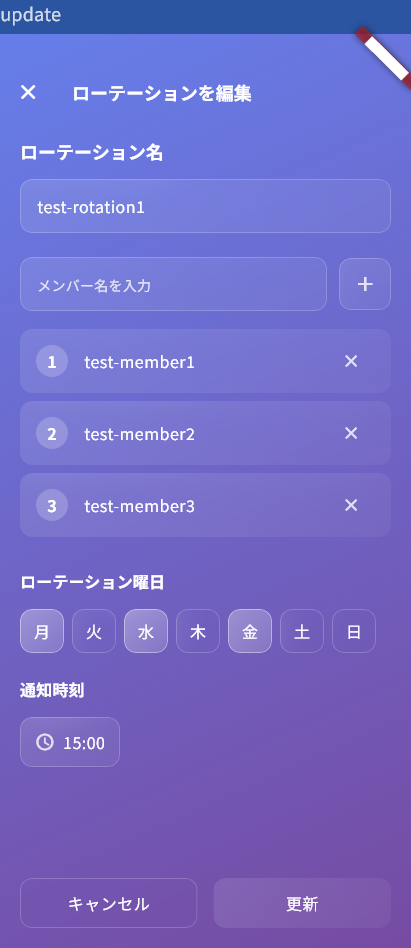 update
ローテーションを編集
ローテーション名
test-rotation1
メンバー名を入力
1 test-member1
2 test-member2
3 test-member3
ローテーション曜日
月 火 水 木 金 土 日
通知時刻
15:00
キャンセル 更新